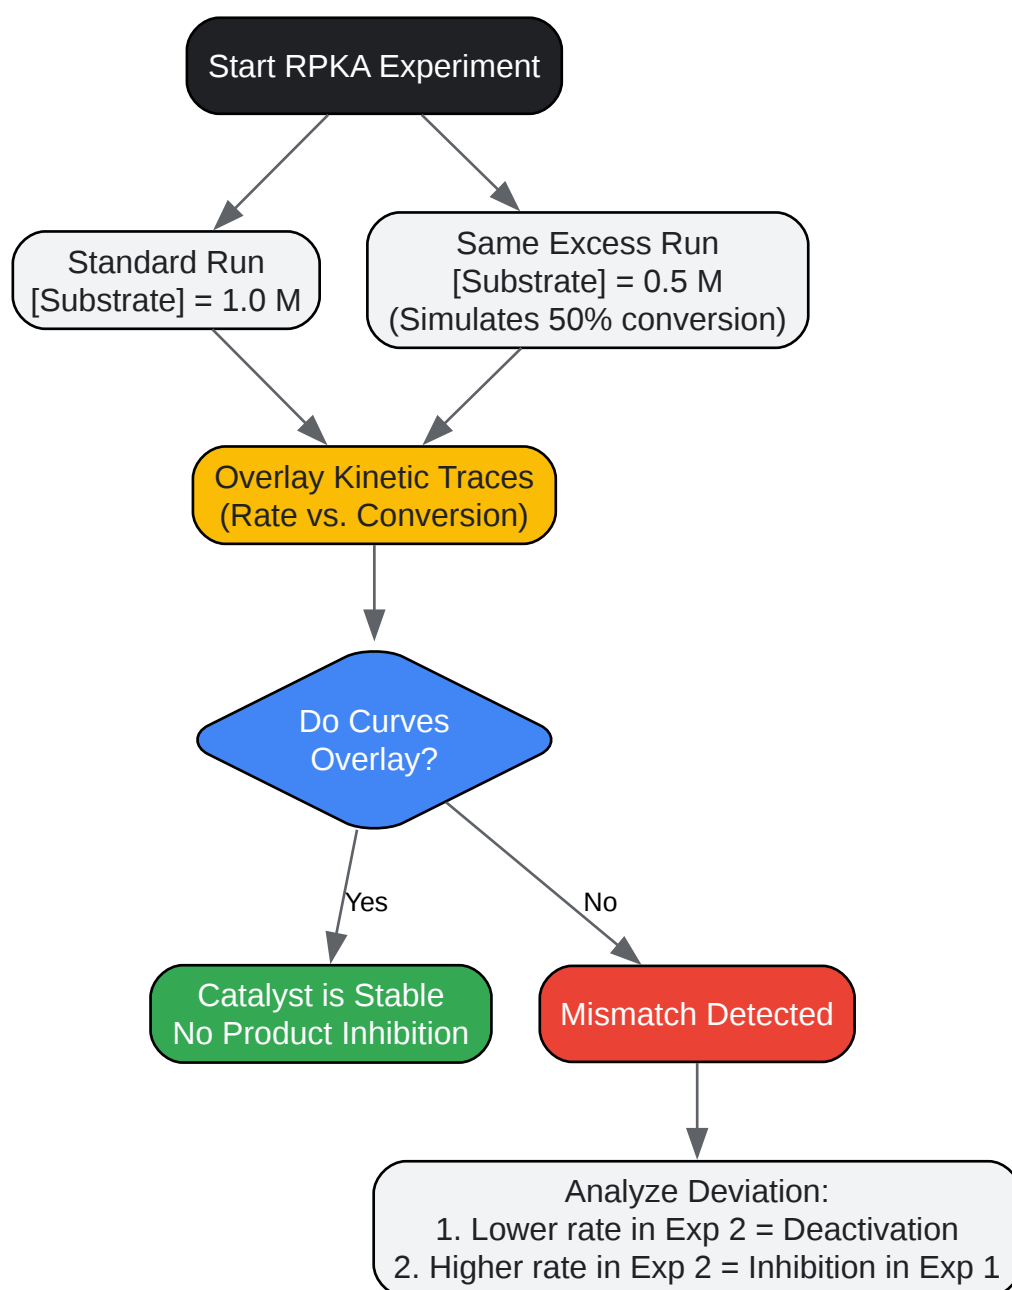 Start RPKA Experiment
Standard Run
[Substrate] = 1.0 M
Same Excess Run
[Substrate] = 0.5 M
(Simulates 50% conversion)
Overlay Kinetic Traces
(Rate vs. Conversion)
Do Curves
Overlay?
Yes
No
Catalyst is Stable
No Product Inhibition
Mismatch Detected
Analyze Deviation:
1. Lower rate in Exp 2 = Deactivation
2. Higher rate in Exp 2 = Inhibition in Exp 1